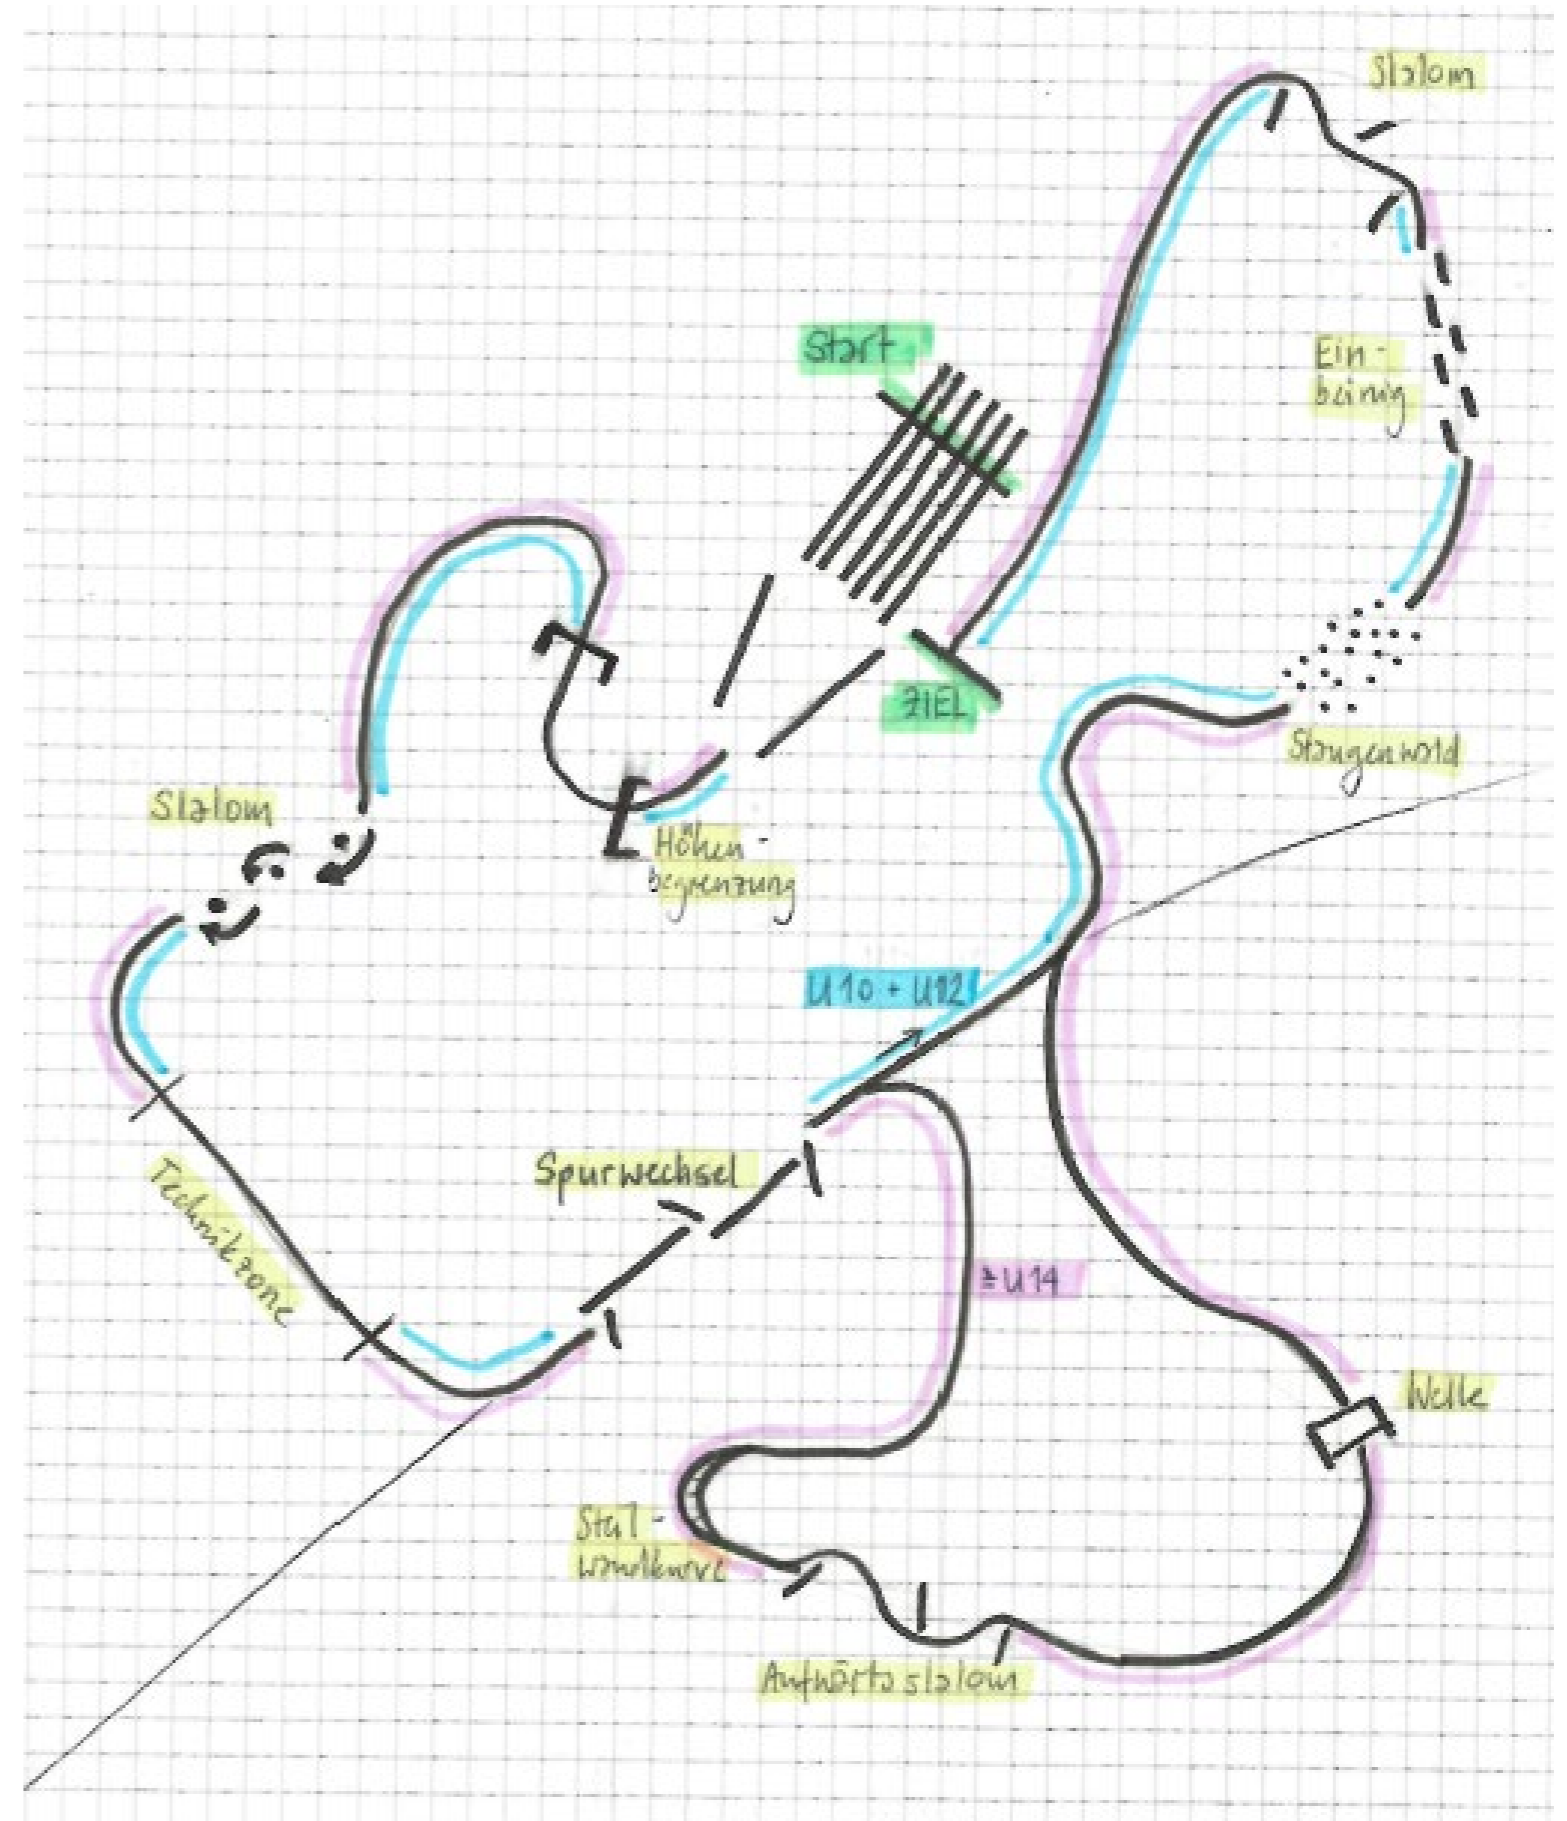 Slalom
Start
Ein-
beinig
ZIEL
Stangenwald
Slalom
Höhen-
begrenzung
U10 + U12
Technikzone
Spurwechsel
≥U14
Welle
Steil-
wandkurve
Aufwärtsslalom